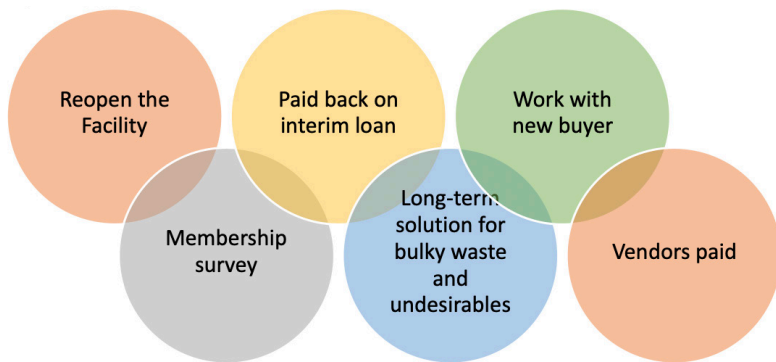 Reopen the
Facility
Paid back on
interim loan
Work with
new buyer
Membership
survey
Long-term
solution for
bulky waste
and
undesirables
Vendors paid